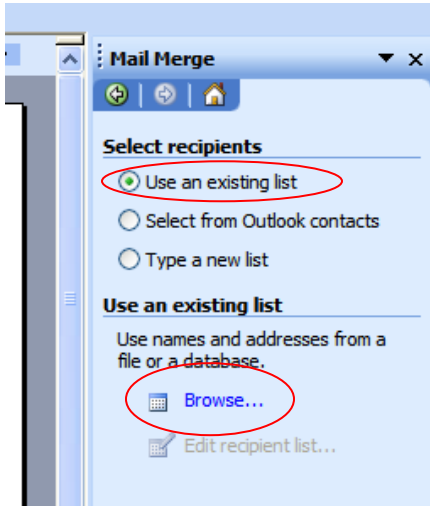 Mail Merge
Select recipients
Use an existing list
Select from Outlook contacts
Type a new list
Use an existing list
Use names and addresses from a
file or a database.
Browse...
Edit recipient list...